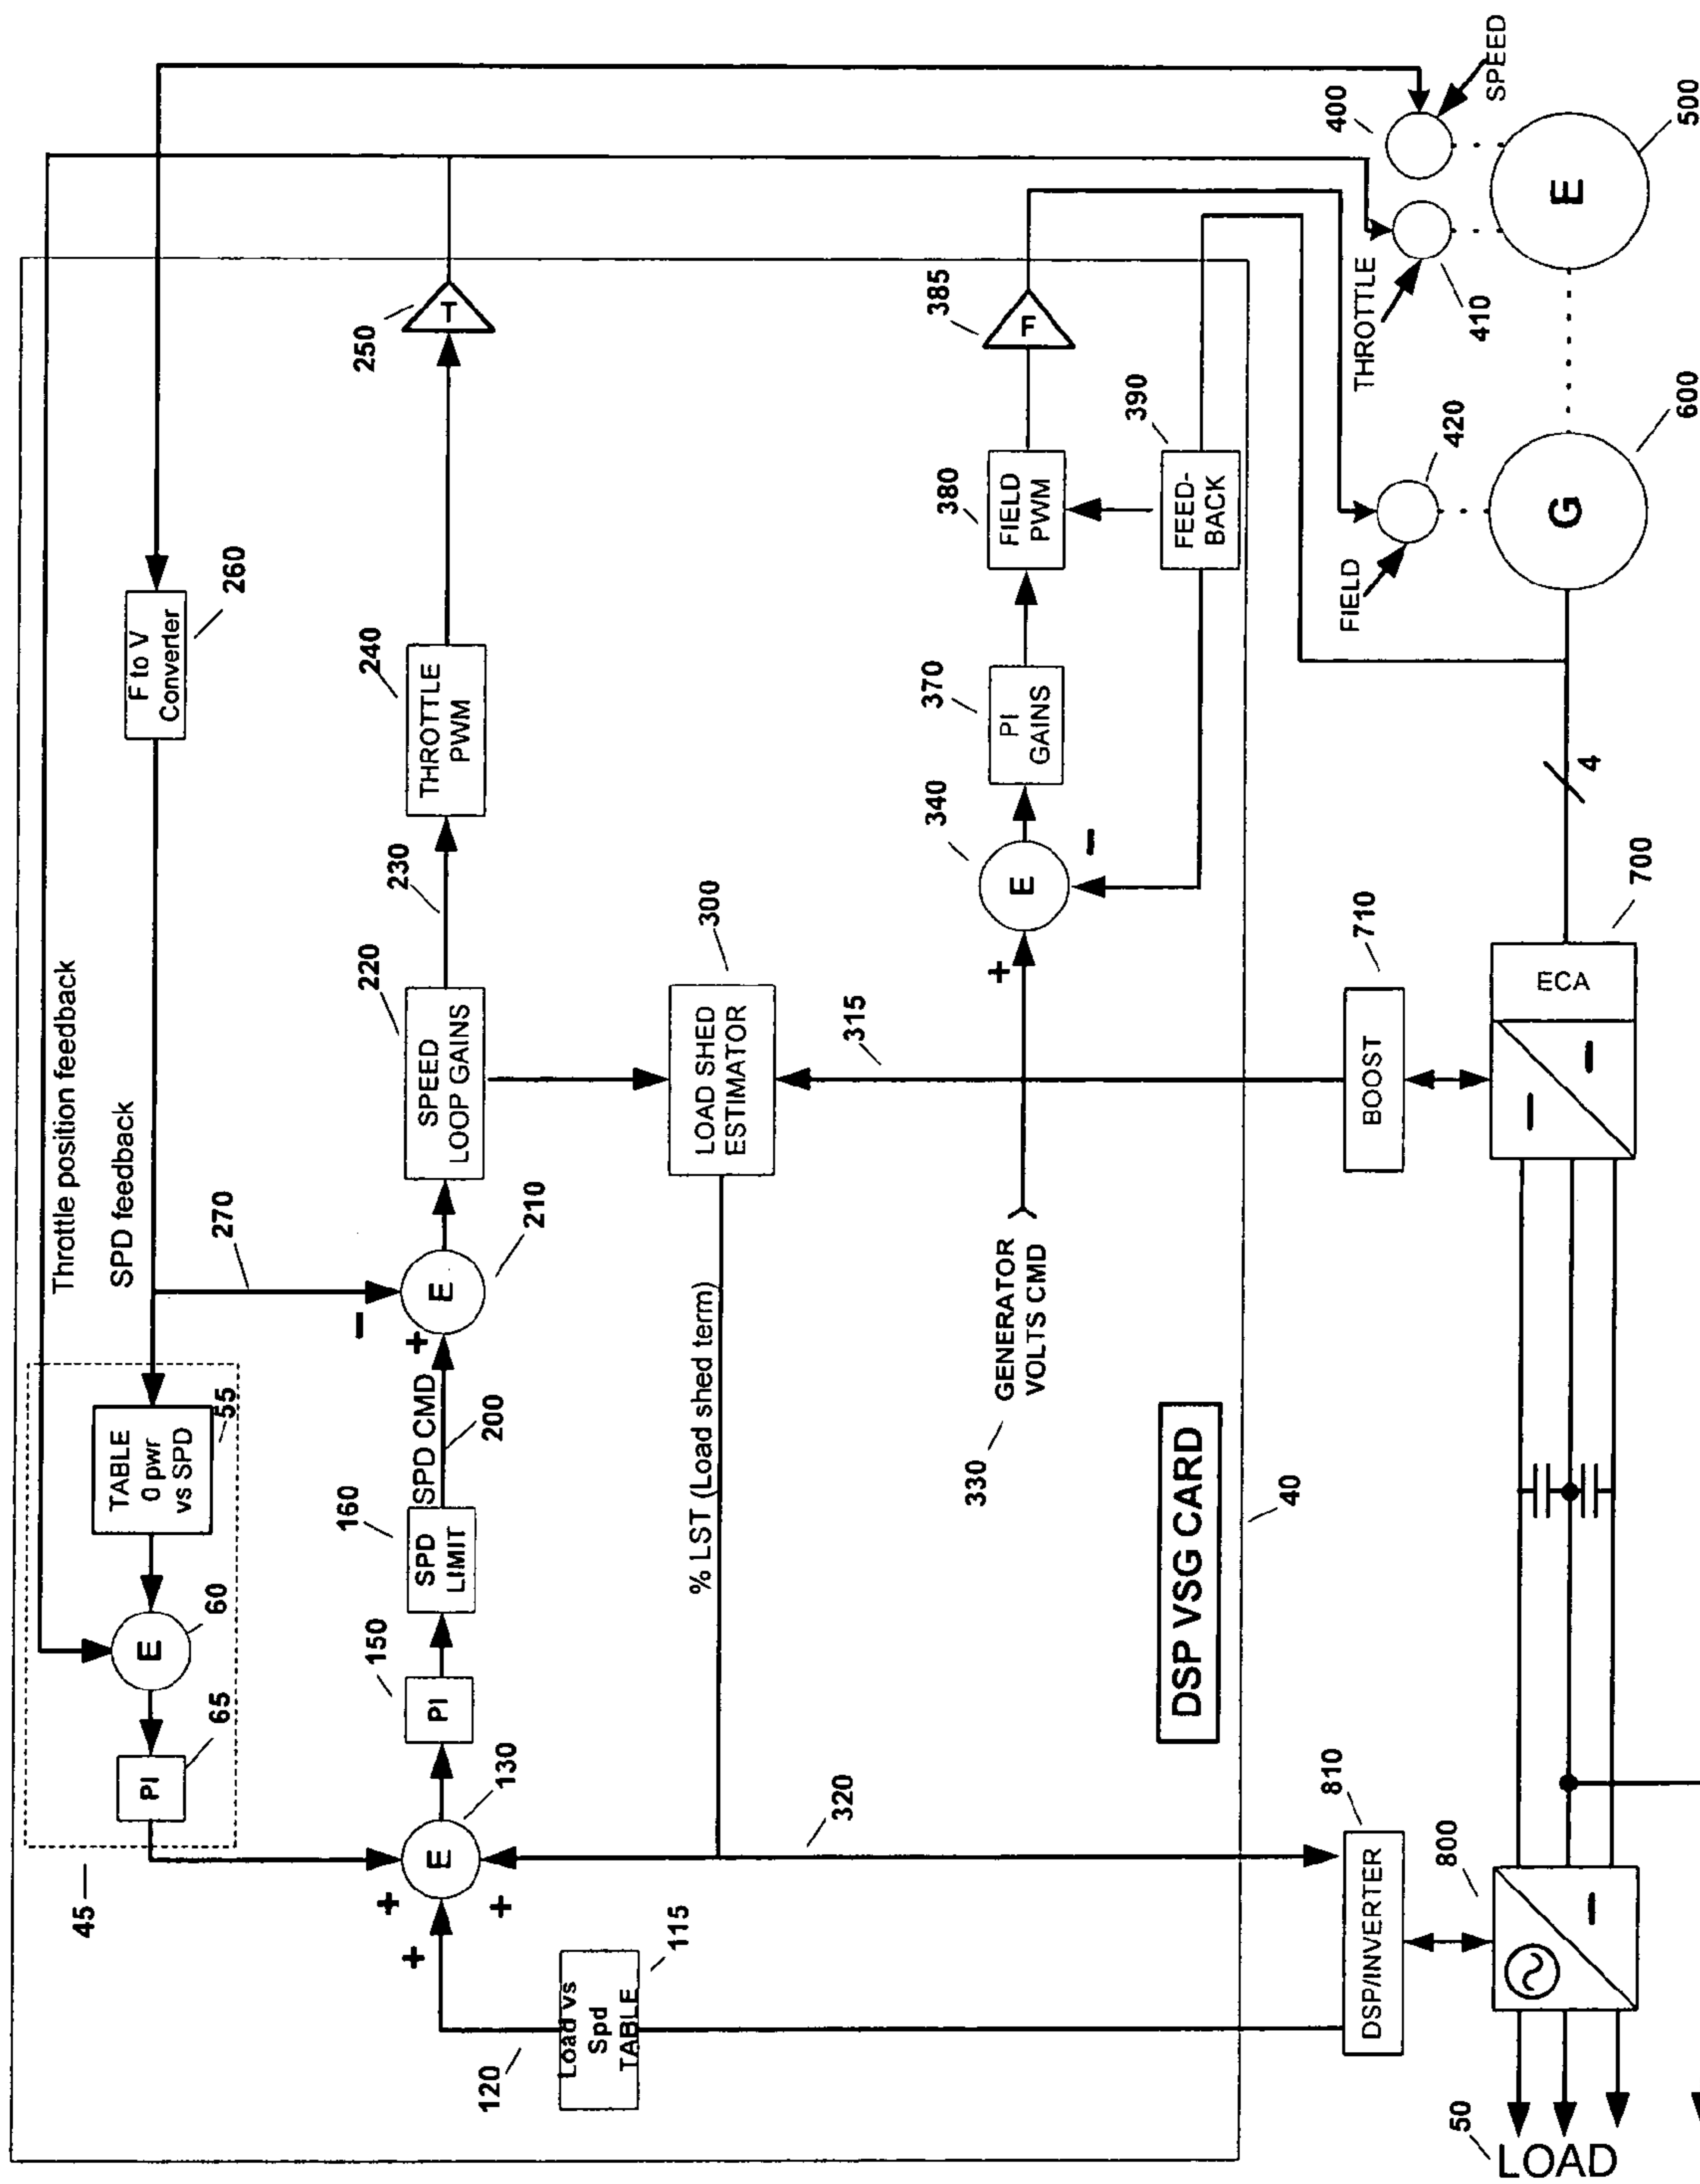 Throttle position feedback
SPD feedback
45
PI
65
E
60
TABLE
0 pwr
vs SPD
55
270
F to V
Converter
260
120
Load vs
Spd
TABLE
115
+
+
+
E
130
PI
150
SPD
LIMIT
160
SPD CMD
200
+
−
E
210
SPEED
LOOP GAINS
220
230
THROTTLE
PWM
240
T
250
% LST (Load shed term)
320
LOAD SHED
ESTIMATOR
300
315
330
GENERATOR
VOLTS CMD
+
−
E
340
PI
GAINS
370
FIELD
PWM
380
F
385
FEED-
BACK
390
DSP VSG CARD
40
DSP/INVERTER
810
BOOST
710
FIELD
420
THROTTLE
410
400
SPEED
50
LOAD
800
~
−
−
−
ECA
700
4
G
600
E
500